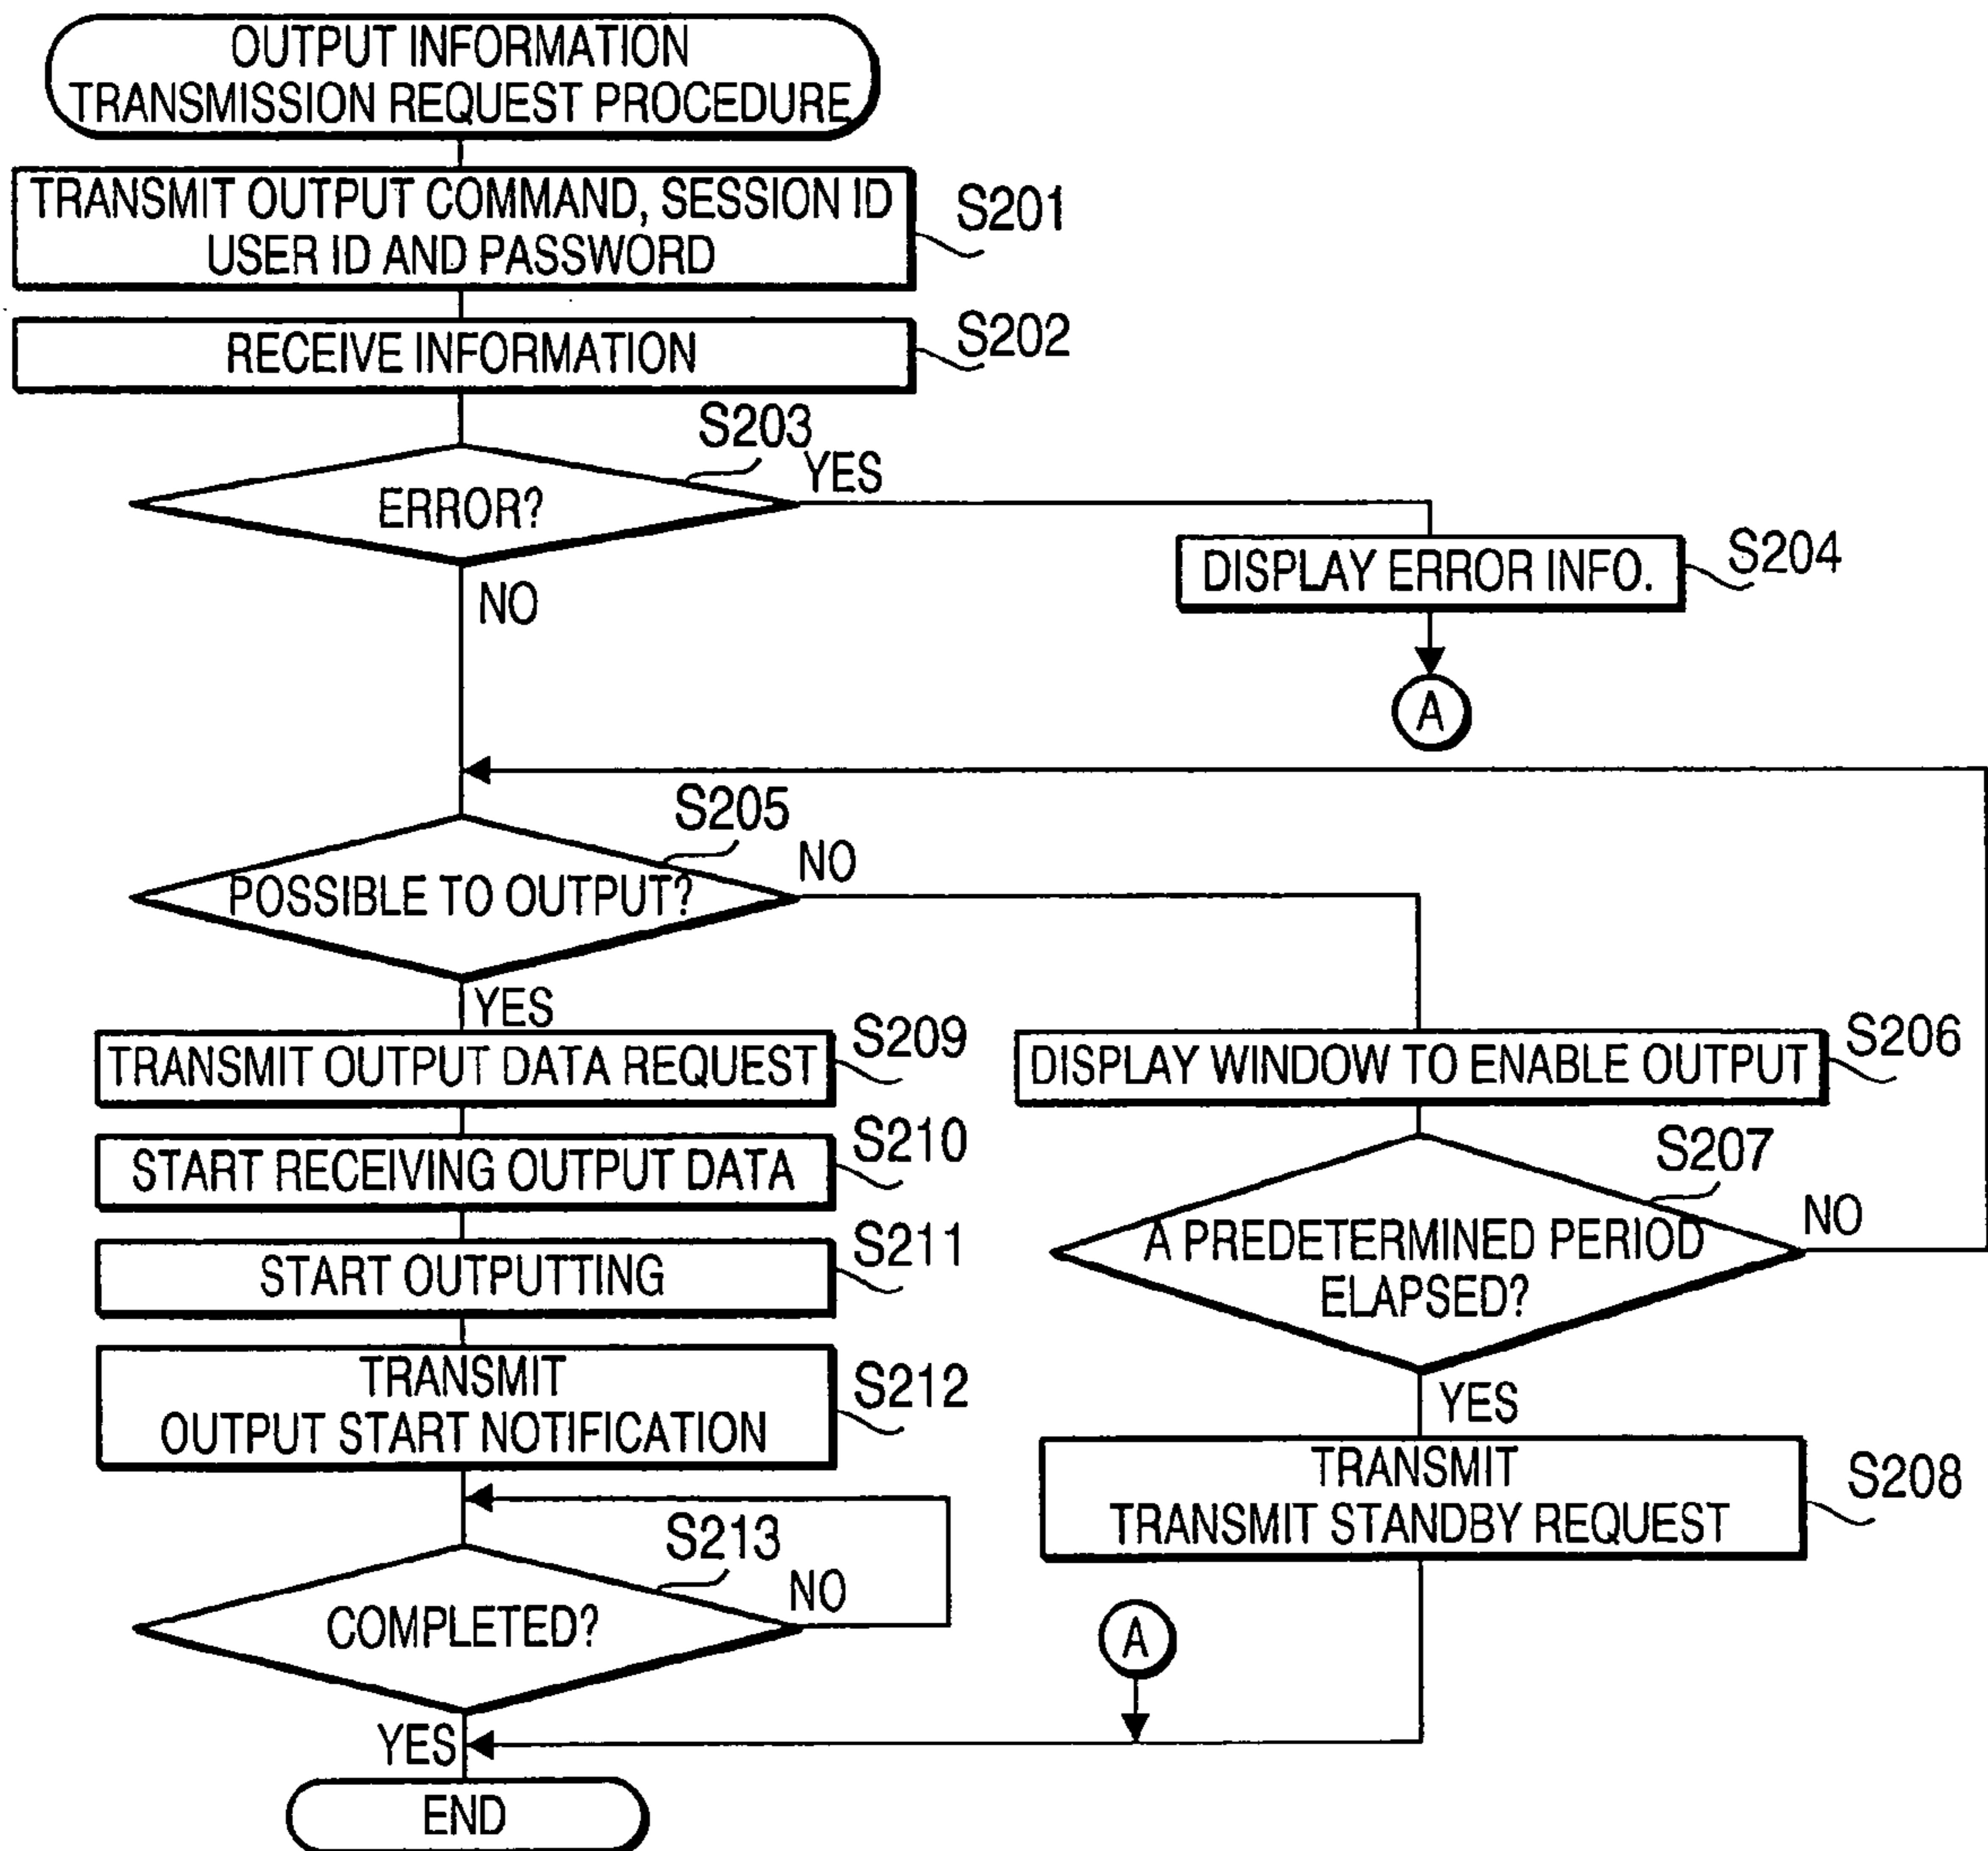 OUTPUT INFORMATION
TRANSMISSION REQUEST PROCEDURE
TRANSMIT OUTPUT COMMAND, SESSION ID
USER ID AND PASSWORD
S201
RECEIVE INFORMATION
S202
S203
ERROR?
YES
NO
DISPLAY ERROR INFO.
S204
A
S205
POSSIBLE TO OUTPUT?
NO
YES
DISPLAY WINDOW TO ENABLE OUTPUT
S206
S207
A PREDETERMINED PERIOD
ELAPSED?
NO
YES
TRANSMIT
TRANSMIT STANDBY REQUEST
S208
TRANSMIT OUTPUT DATA REQUEST
S209
START RECEIVING OUTPUT DATA
S210
START OUTPUTTING
S211
TRANSMIT
OUTPUT START NOTIFICATION
S212
S213
COMPLETED?
NO
A
YES
END